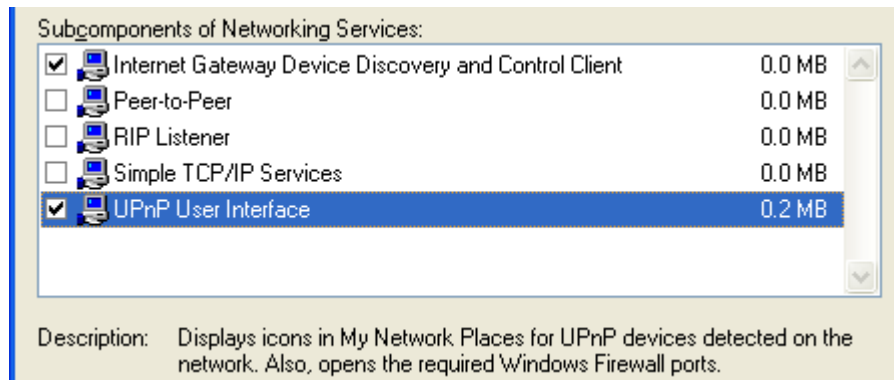 Subcomponents of Networking Services:
Internet Gateway Device Discovery and Control Client 0.0 MB
Peer-to-Peer 0.0 MB
RIP Listener 0.0 MB
Simple TCP/IP Services 0.0 MB
UPnP User Interface 0.2 MB
Description: Displays icons in My Network Places for UPnP devices detected on the
network. Also, opens the required Windows Firewall ports.